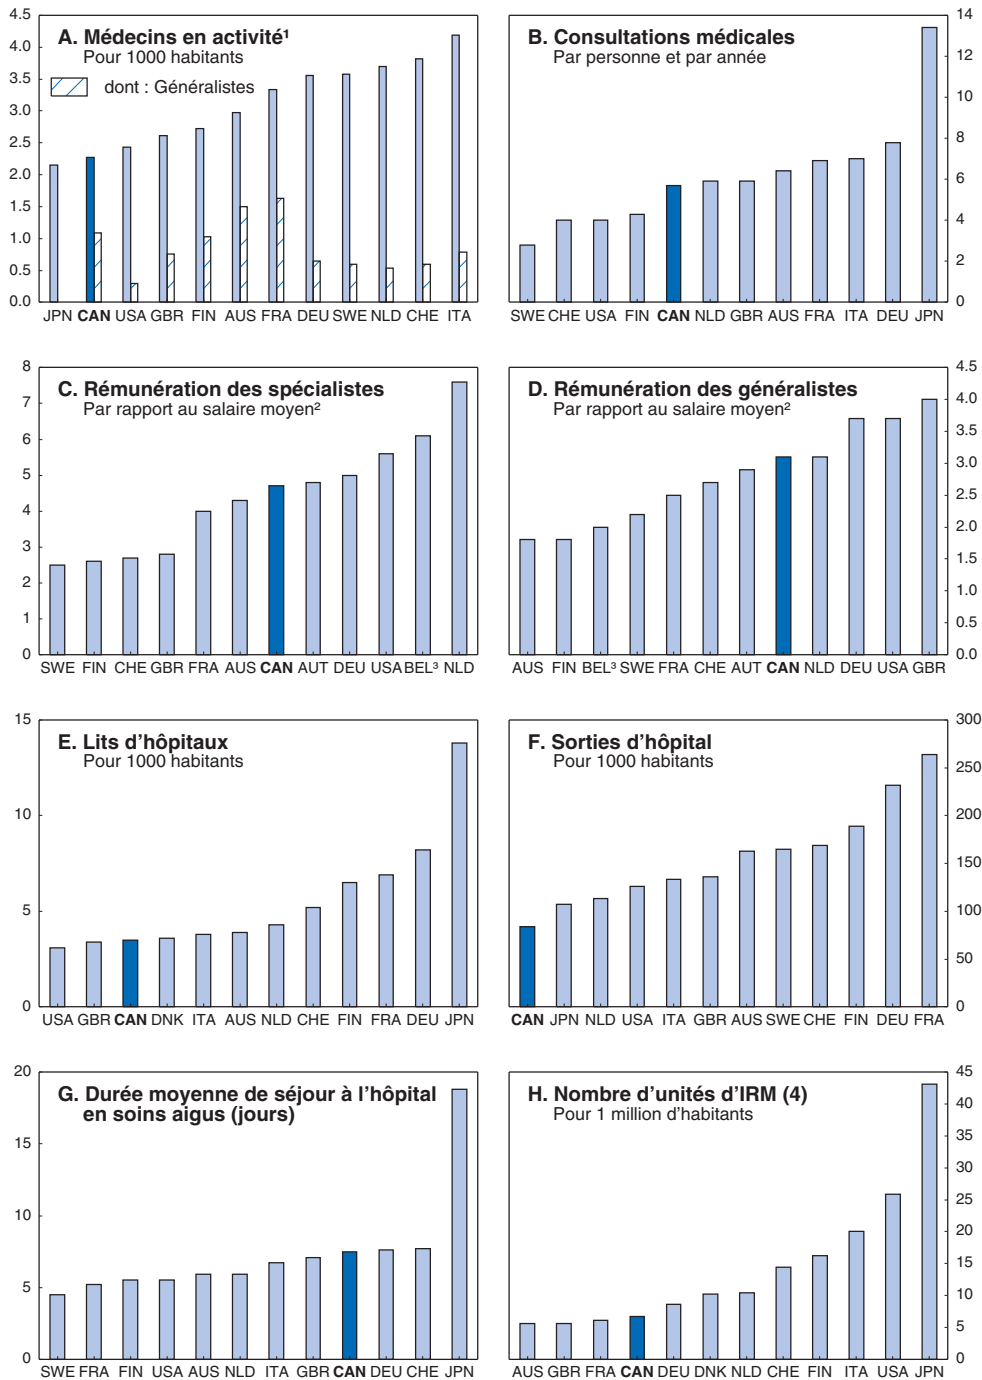 A. Médecins en activité¹
Pour 1000 habitants
dont : Généralistes
4.5
4.0
3.5
3.0
2.5
2.0
1.5
1.0
0.5
0.0
JPN CAN USA GBR FIN AUS FRA DEU SWE NLD CHE ITA
B. Consultations médicales
Par personne et par année
14
12
10
8
6
4
2
0
SWE CHE USA FIN CAN NLD GBR AUS FRA ITA DEU JPN
C. Rémunération des spécialistes
Par rapport au salaire moyen²
8
7
6
5
4
3
2
1
0
SWE FIN CHE GBR FRA AUS CAN AUT DEU USA BEL³ NLD
D. Rémunération des généralistes
Par rapport au salaire moyen²
4.5
4.0
3.5
3.0
2.5
2.0
1.5
1.0
0.5
0.0
AUS FIN BEL³ SWE FRA CHE AUT CAN NLD DEU USA GBR
E. Lits d'hôpitaux
Pour 1000 habitants
15
10
5
0
USA GBR CAN DNK ITA AUS NLD CHE FIN FRA DEU JPN
F. Sorties d'hôpital
Pour 1000 habitants
300
250
200
150
100
50
0
CAN JPN NLD USA ITA GBR AUS SWE CHE FIN DEU FRA
G. Durée moyenne de séjour à l'hôpital
en soins aigus (jours)
20
15
10
5
0
SWE FRA FIN USA AUS NLD ITA GBR CAN DEU CHE JPN
H. Nombre d'unités d'IRM (4)
Pour 1 million d'habitants
45
40
35
30
25
20
15
10
5
0
AUS GBR FRA CAN DEU DNK NLD CHE FIN ITA USA JPN